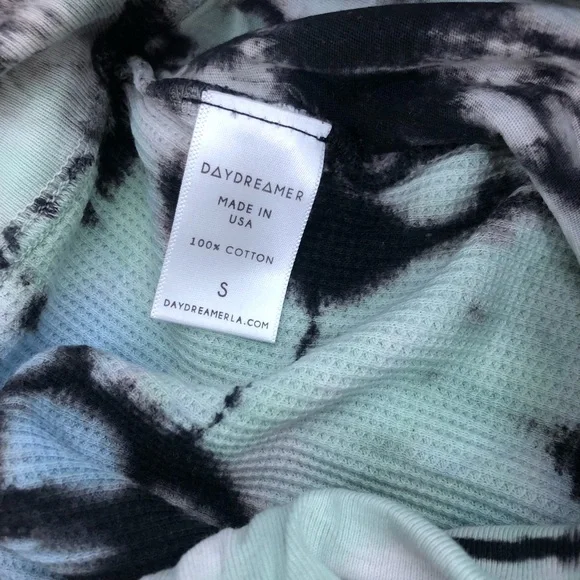 DAYDREAMER
MADE IN
USA
100% COTTON
S
DAYDREAMERLA.COM